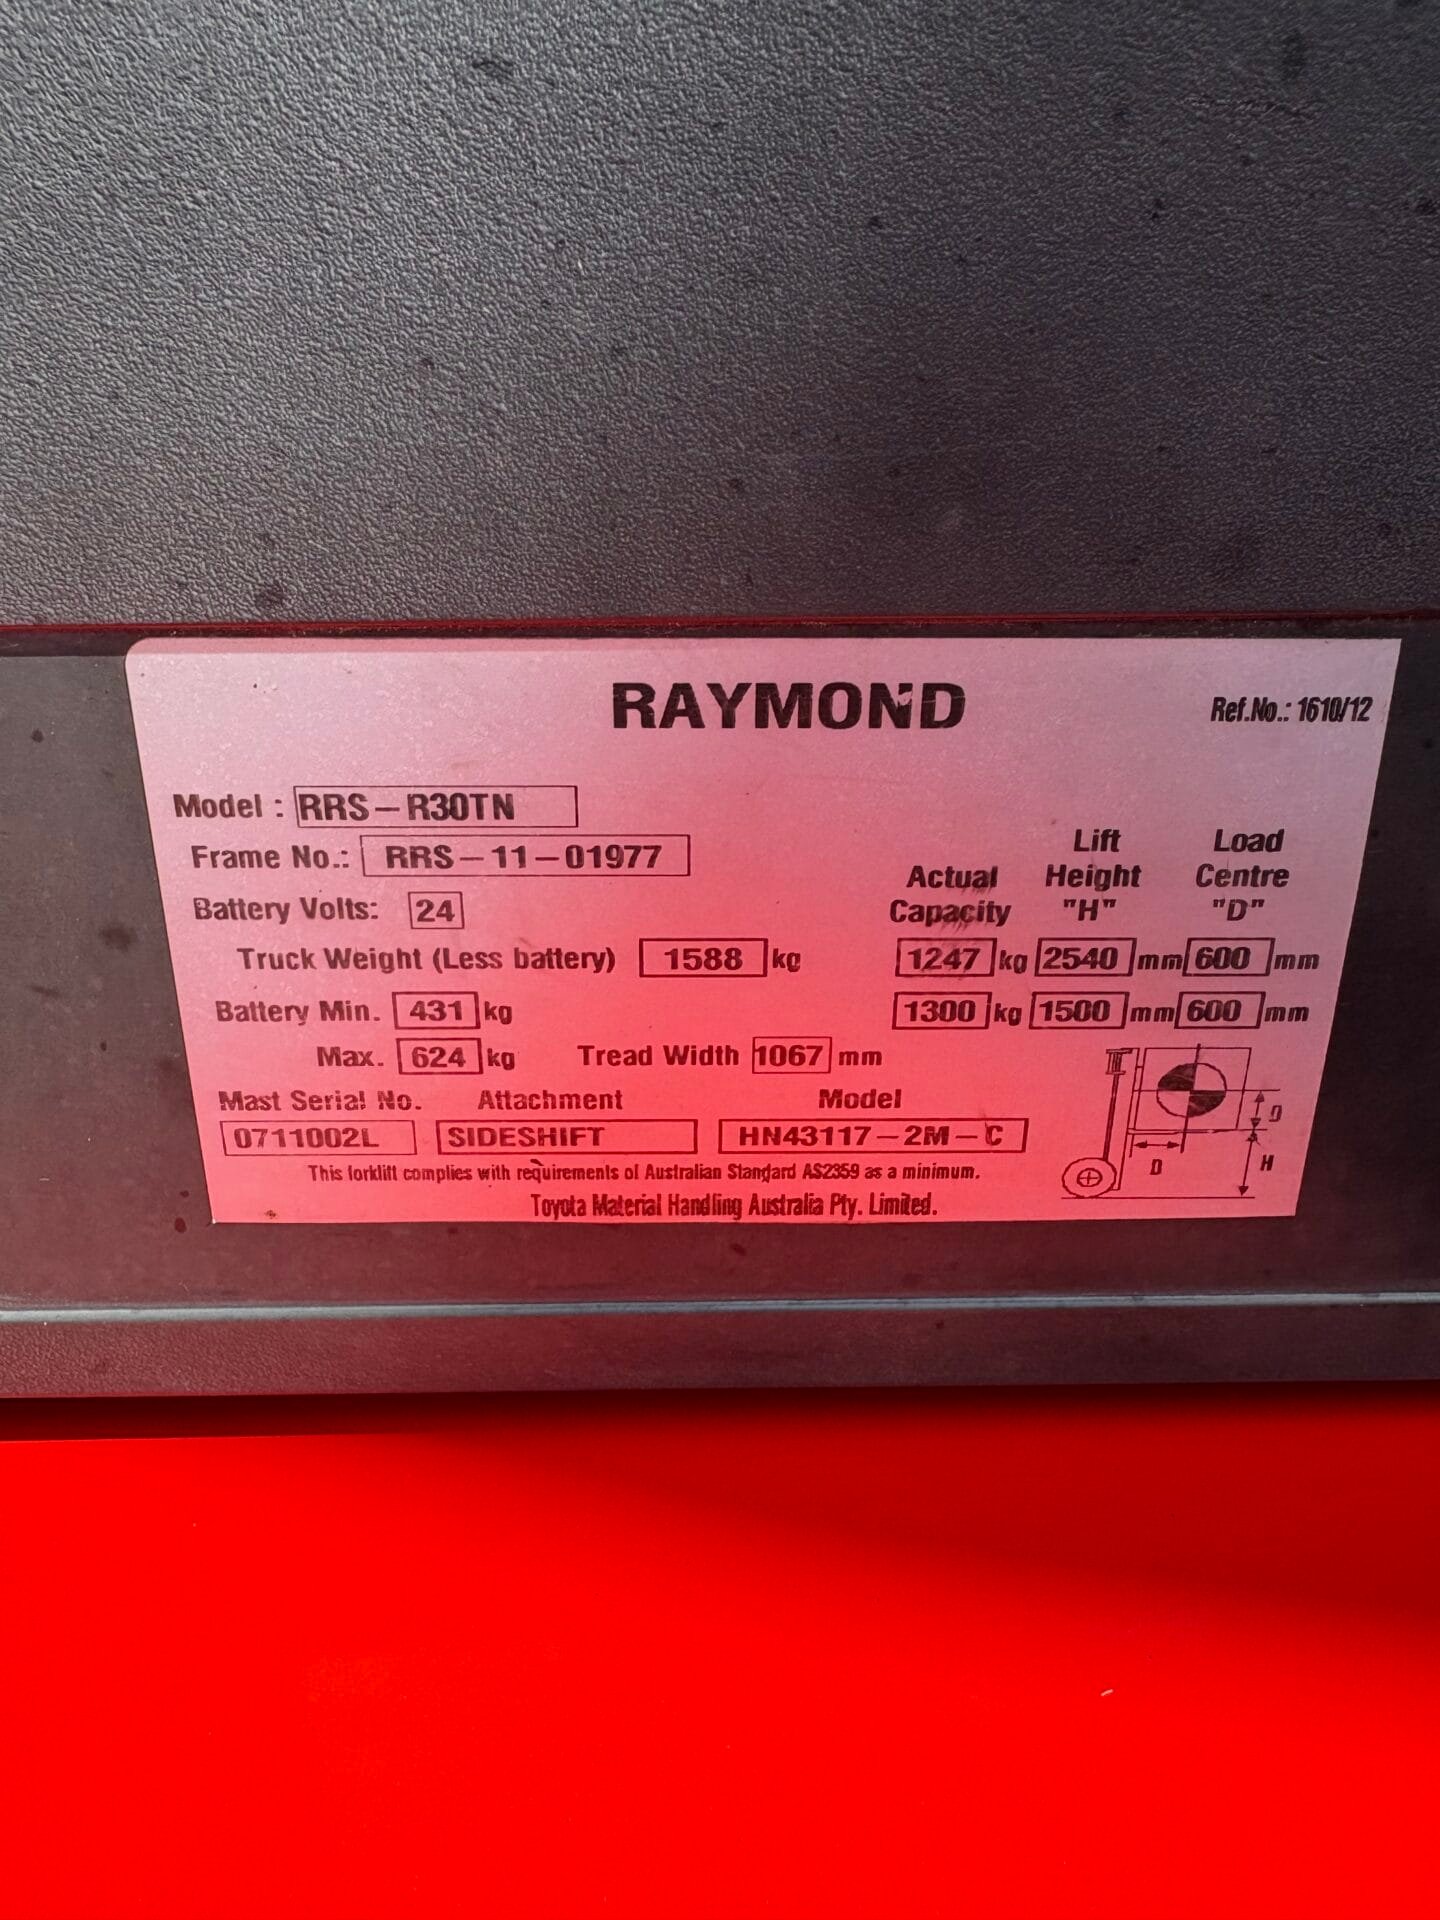 RAYMOND
Ref.No.: 1610/12
Model : RRS-R30TN
Frame No.: RRS-11-01977
Battery Volts: 24
Actual Capacity
Lift Height "H"
Load Centre "D"
Truck Weight (Less battery) 1588 kg
1247 kg 2540 mm 600 mm
Battery Min. 431 kg
1300 kg 1500 mm 600 mm
Max. 624 kg Tread Width 1067 mm
Mast Serial No. Attachment Model
0711002L SIDESHIFT HN43117-2M-C
D
D
H
This forklift complies with requirements of Australian Standard AS2359 as a minimum.
Toyota Material Handling Australia Pty. Limited.